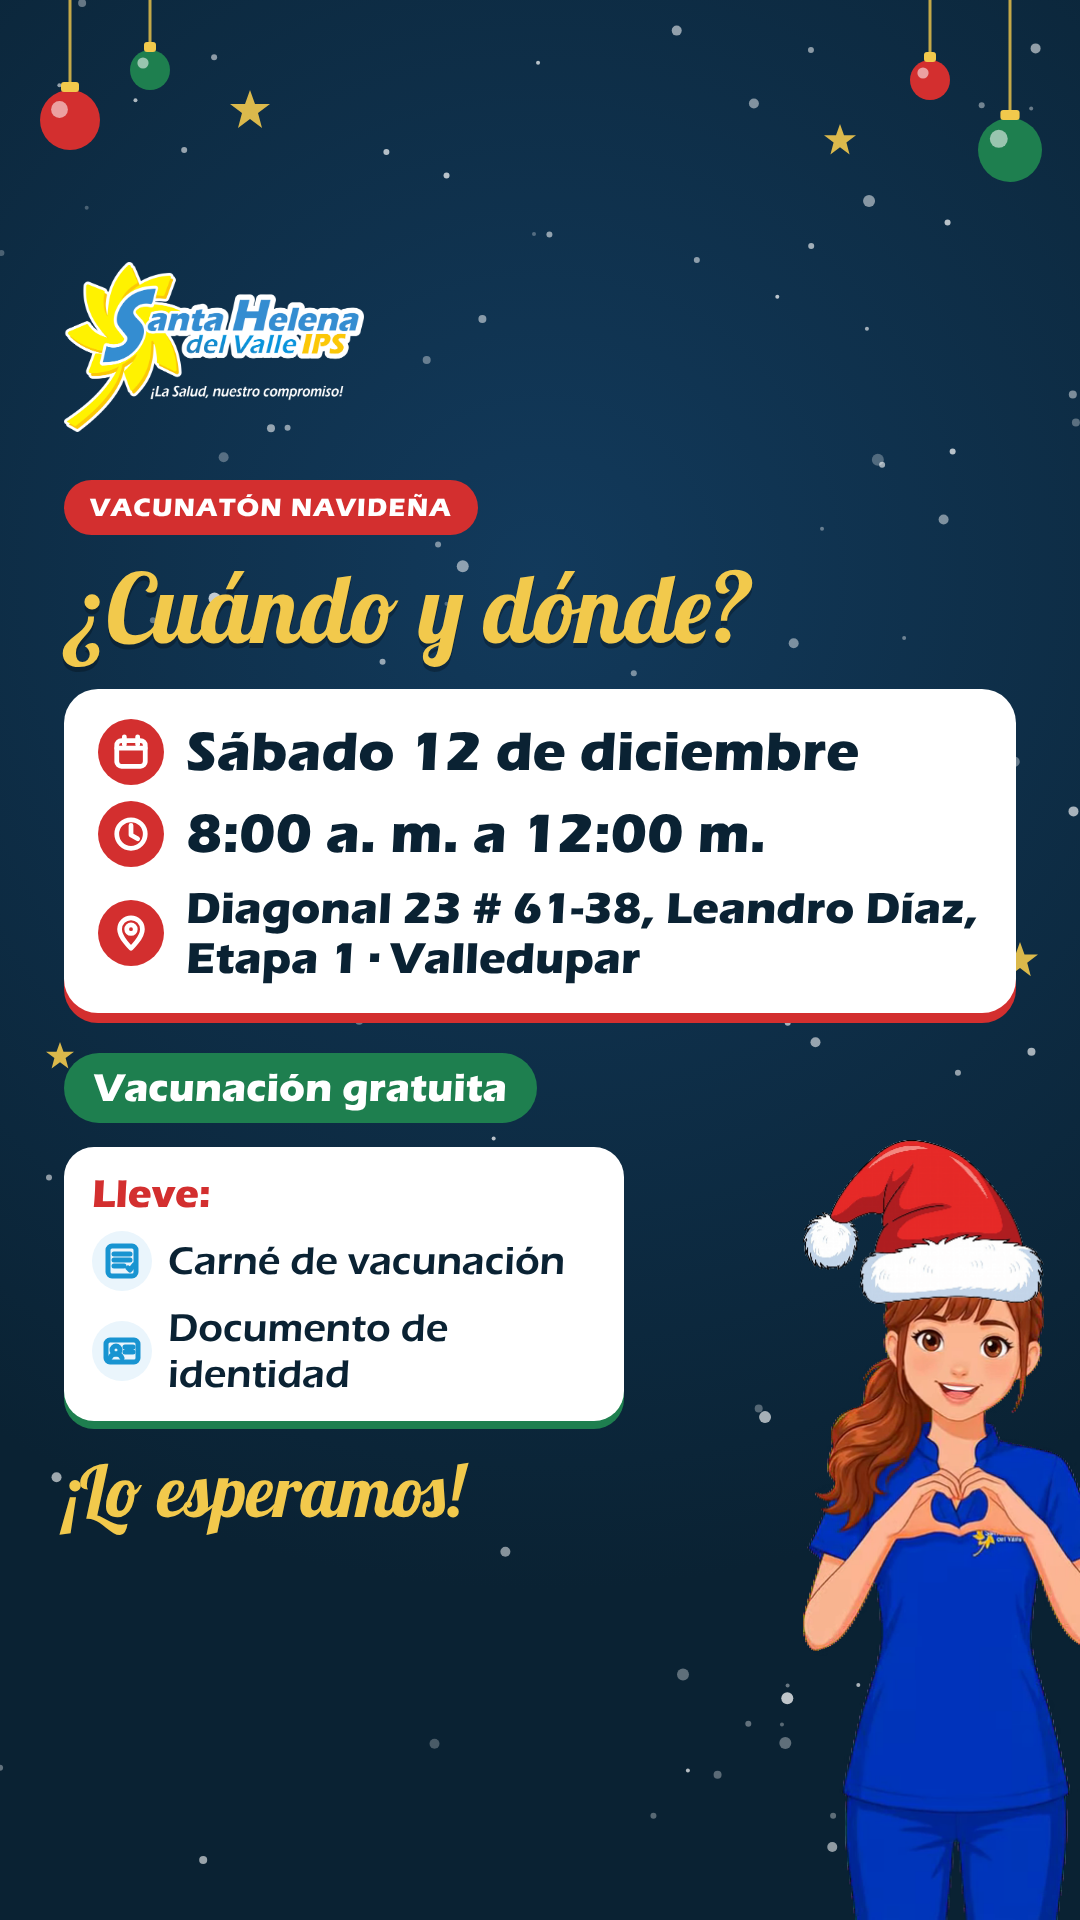 Santa Helena
del Valle IPS
¡La Salud, nuestro compromiso!
VACUNATÓN NAVIDEÑA
¿Cuándo y dónde?
Sábado 12 de diciembre
8:00 a. m. a 12:00 m.
Diagonal 23 # 61-38, Leandro Díaz,
Etapa 1 · Valledupar
Vacunación gratuita
Lleve:
Carné de vacunación
Documento de
identidad
¡Lo esperamos!